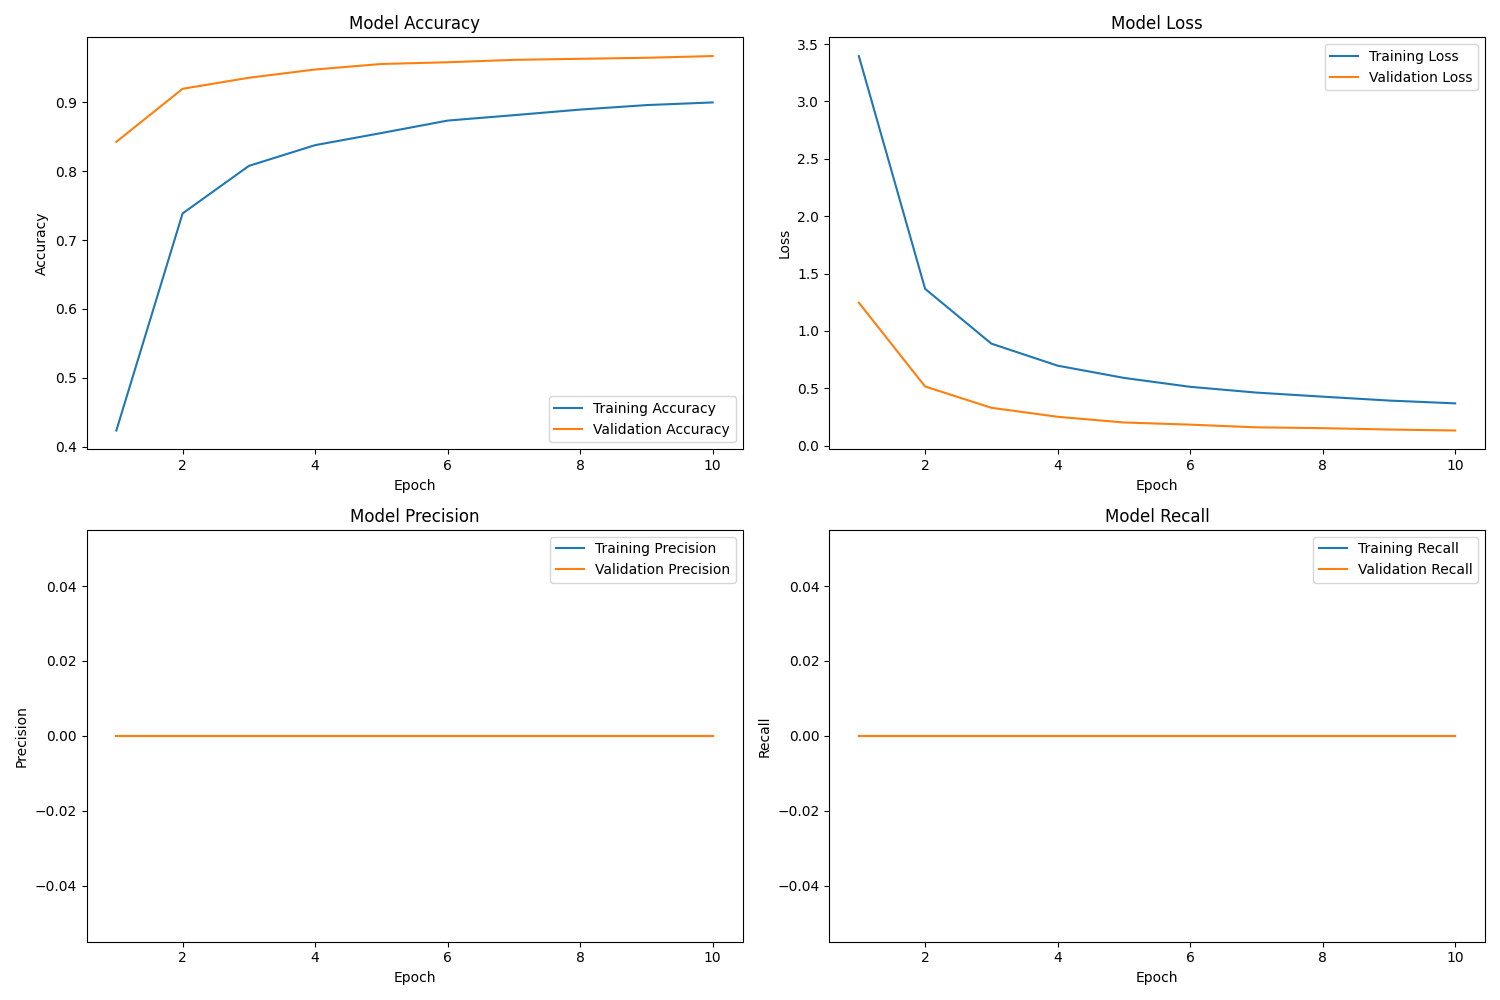 Model Accuracy
Accuracy
0.9
0.8
0.7
0.6
0.5
0.4
Training Accuracy
Validation Accuracy
2 4 6 8 10
Epoch
Model Loss
Loss
3.5
3.0
2.5
2.0
1.5
1.0
0.5
0.0
Training Loss
Validation Loss
2 4 6 8 10
Epoch
Model Precision
Precision
0.04
0.02
0.00
−0.02
−0.04
Training Precision
Validation Precision
2 4 6 8 10
Epoch
Model Recall
Recall
0.04
0.02
0.00
−0.02
−0.04
Training Recall
Validation Recall
2 4 6 8 10
Epoch